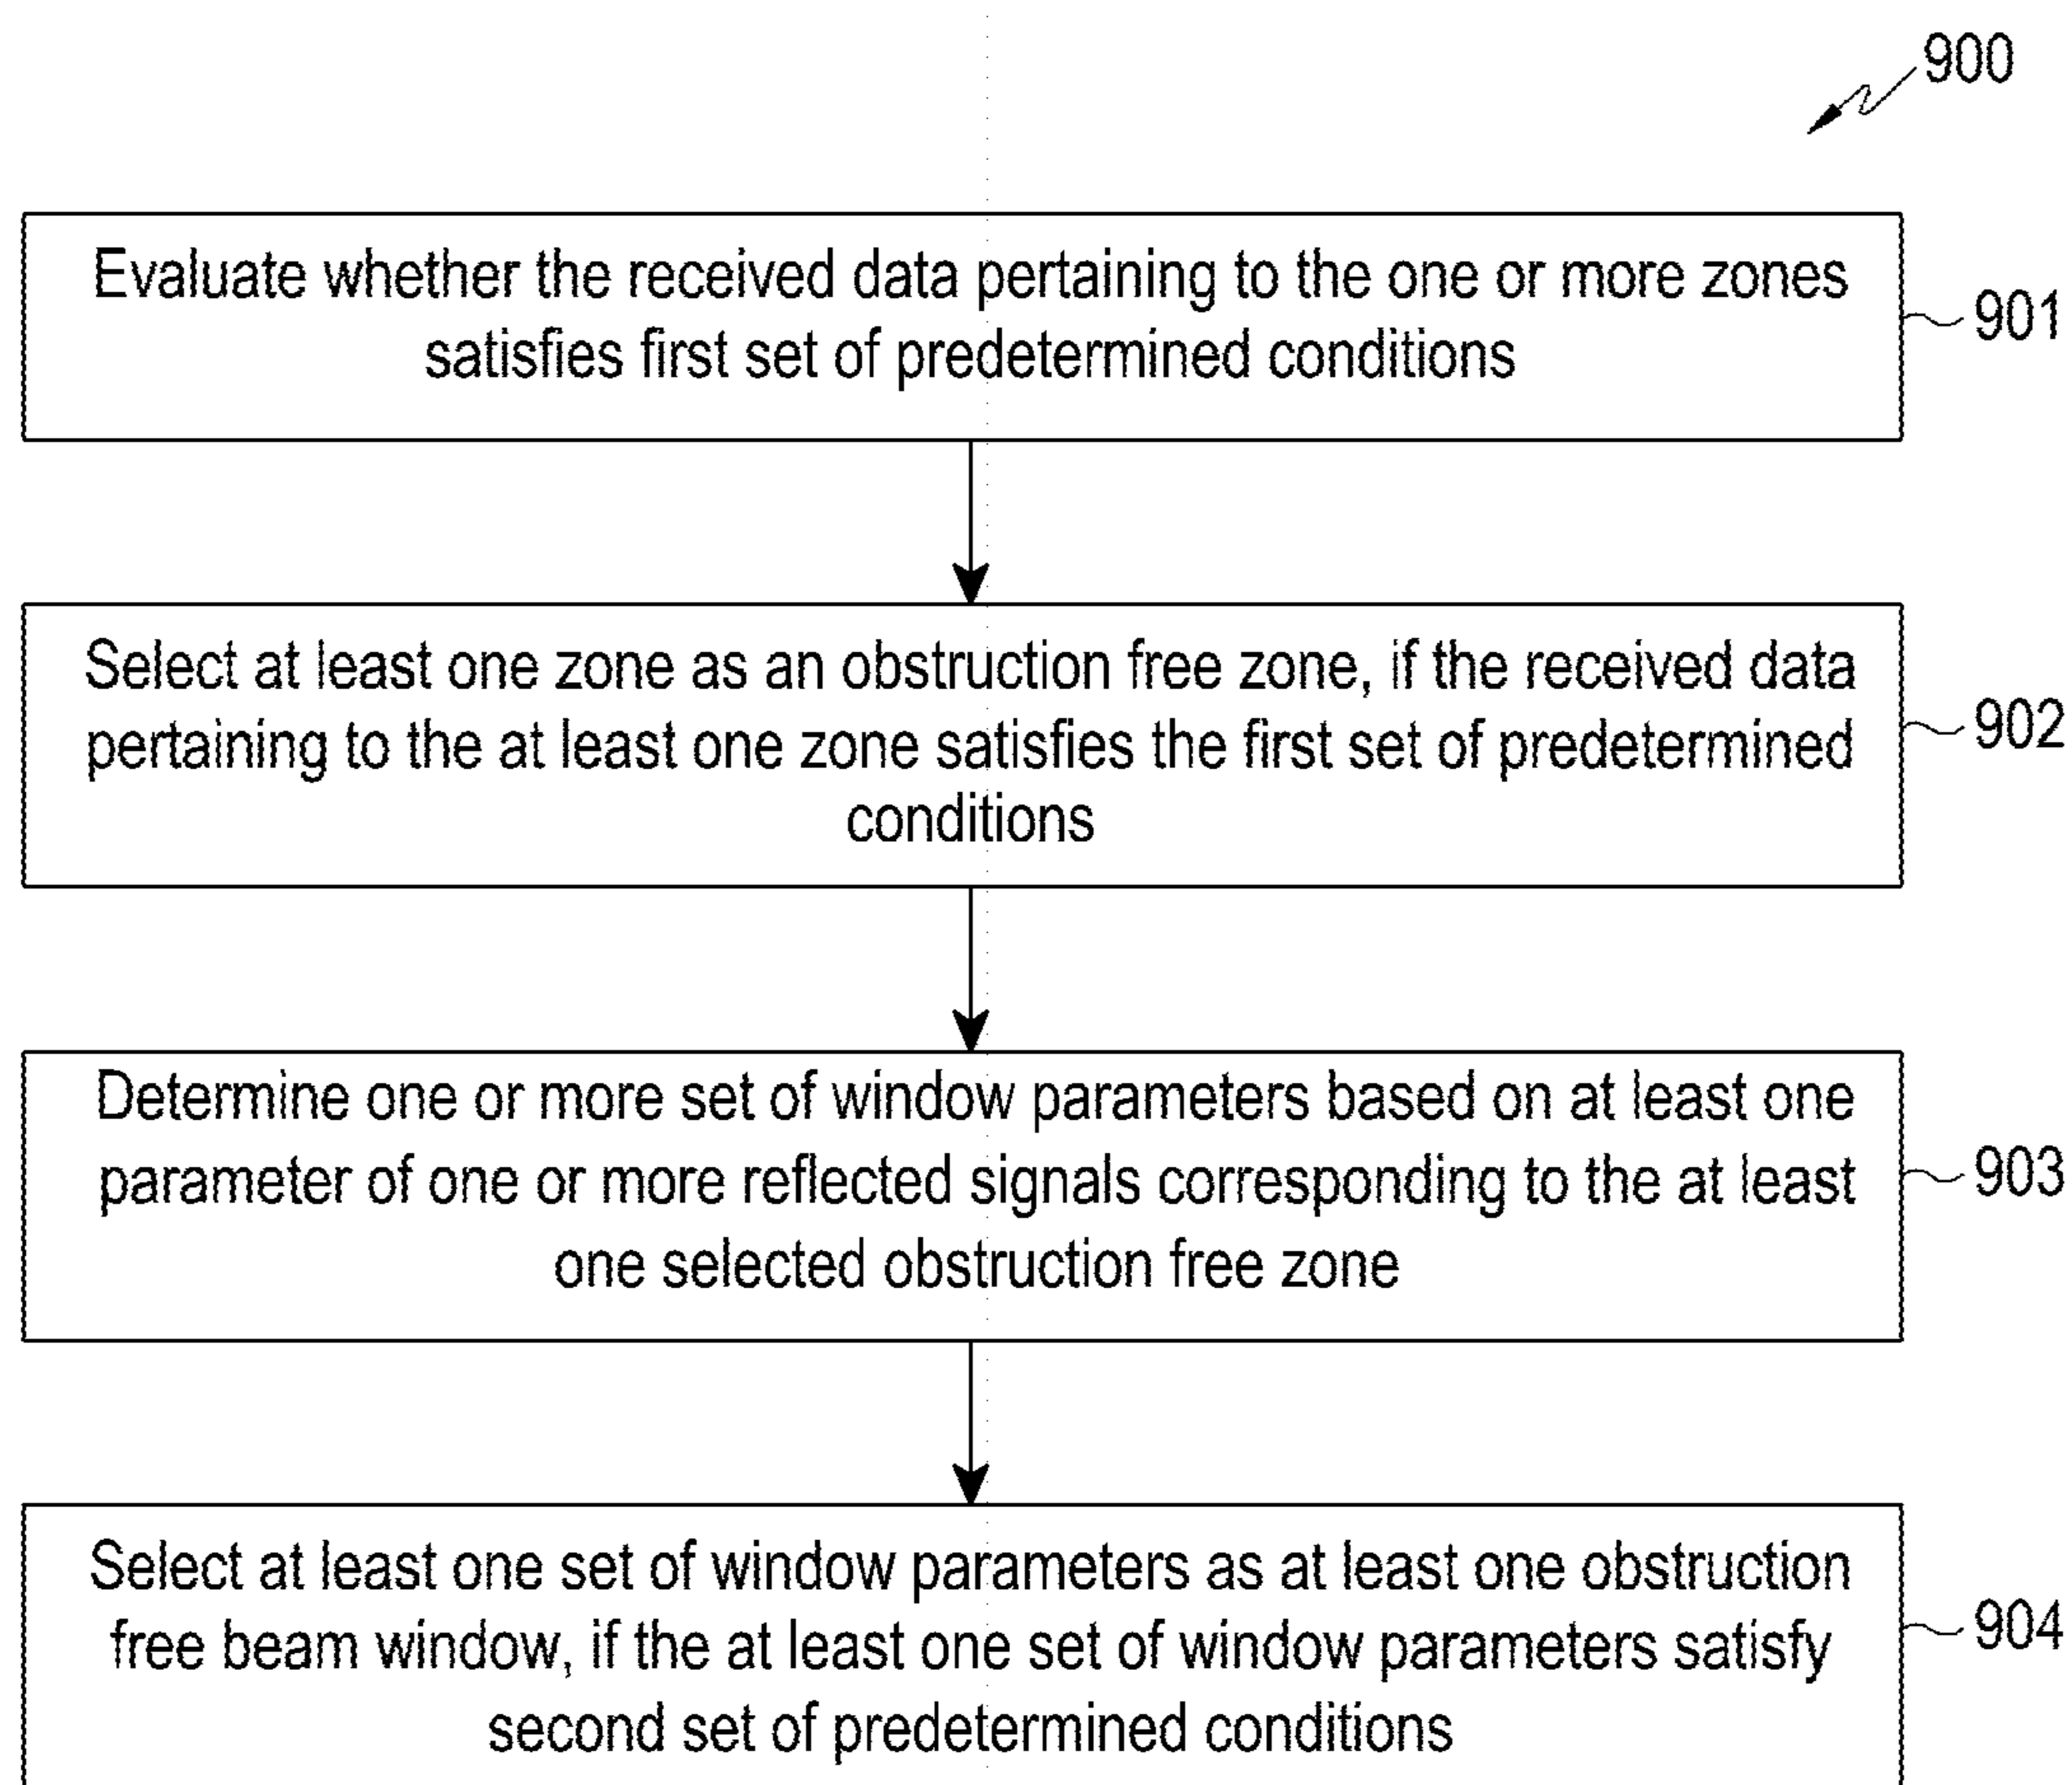 900
Evaluate whether the received data pertaining to the one or more zones
satisfies first set of predetermined conditions
901
Select at least one zone as an obstruction free zone, if the received data
pertaining to the at least one zone satisfies the first set of predetermined
conditions
902
Determine one or more set of window parameters based on at least one
parameter of one or more reflected signals corresponding to the at least
one selected obstruction free zone
903
Select at least one set of window parameters as at least one obstruction
free beam window, if the at least one set of window parameters satisfy
second set of predetermined conditions
904